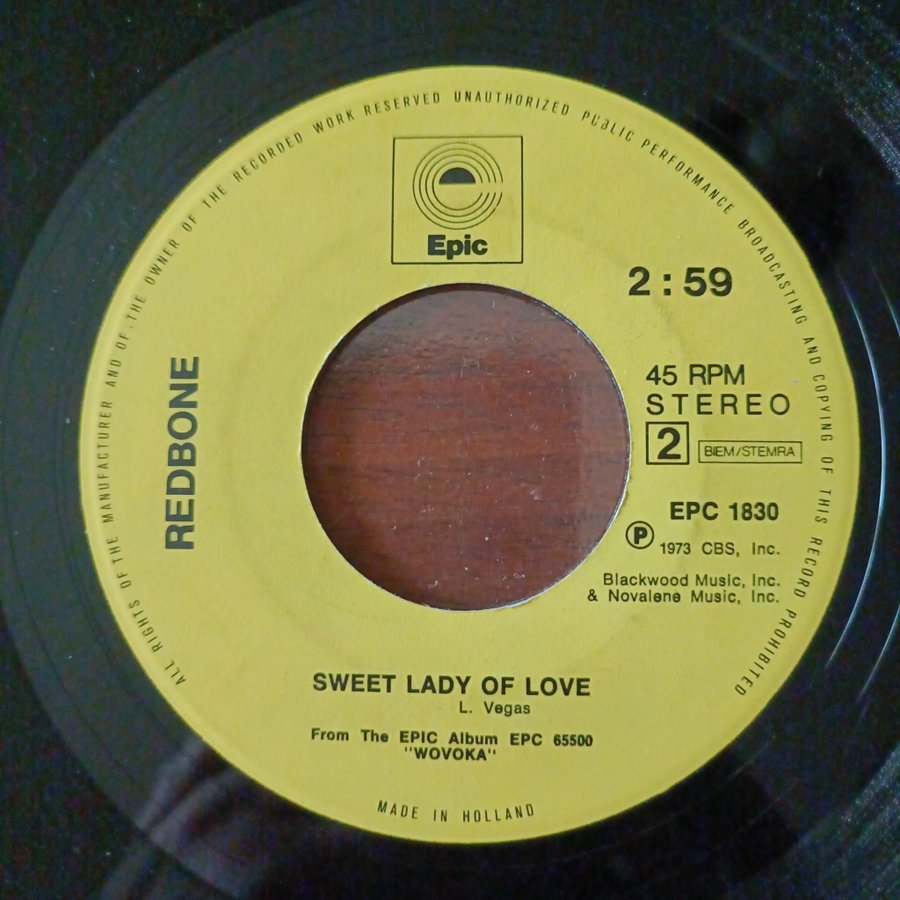 ALL RIGHTS OF THE MANUFACTURER AND OF THE OWNER OF THE RECORDED WORK RESERVED UNAUTHORIZED PUBLIC PERFORMANCE BROADCASTING AND COPYING OF THIS RECORD PROHIBITED
Epic
2:59
REDBONE
45 RPM
STEREO
2 BIEM/STEMRA
EPC 1830
Ⓟ 1973 CBS, Inc.
Blackwood Music, Inc.
& Novalene Music, Inc.
SWEET LADY OF LOVE
L. Vegas
From The EPIC Album EPC 65500
"WOVOKA"
MADE IN HOLLAND